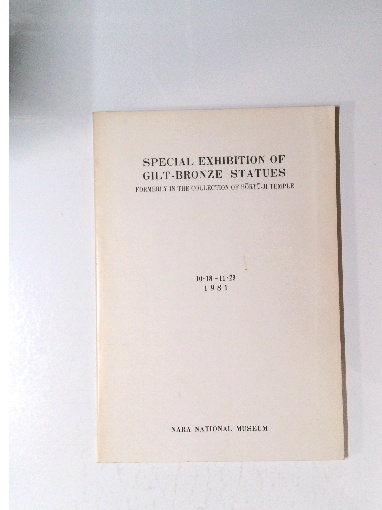 SPECIAL EXHIBITION OF
GILT-BRONZE STATUES
FORMERLY IN THE COLLECTION OF HŌRYŪ-JI TEMPLE
10·18-11·23
1981
NARA NATIONAL MUSEUM